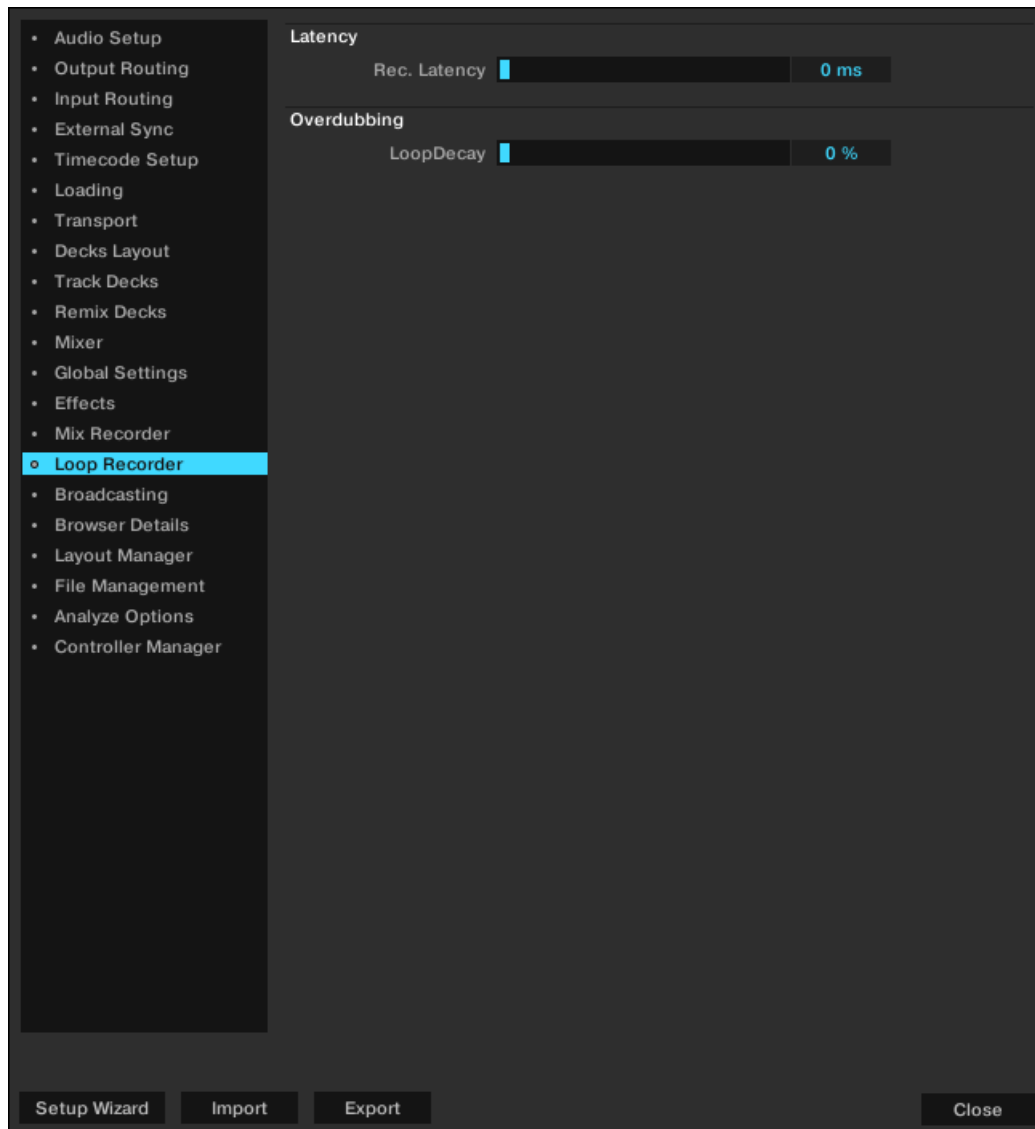 Audio Setup
Output Routing
Input Routing
External Sync
Timecode Setup
Loading
Transport
Decks Layout
Track Decks
Remix Decks
Mixer
Global Settings
Effects
Mix Recorder
Loop Recorder
Broadcasting
Browser Details
Layout Manager
File Management
Analyze Options
Controller Manager
Latency
Rec. Latency 0 ms
Overdubbing
LoopDecay 0 %
Setup Wizard Import Export Close